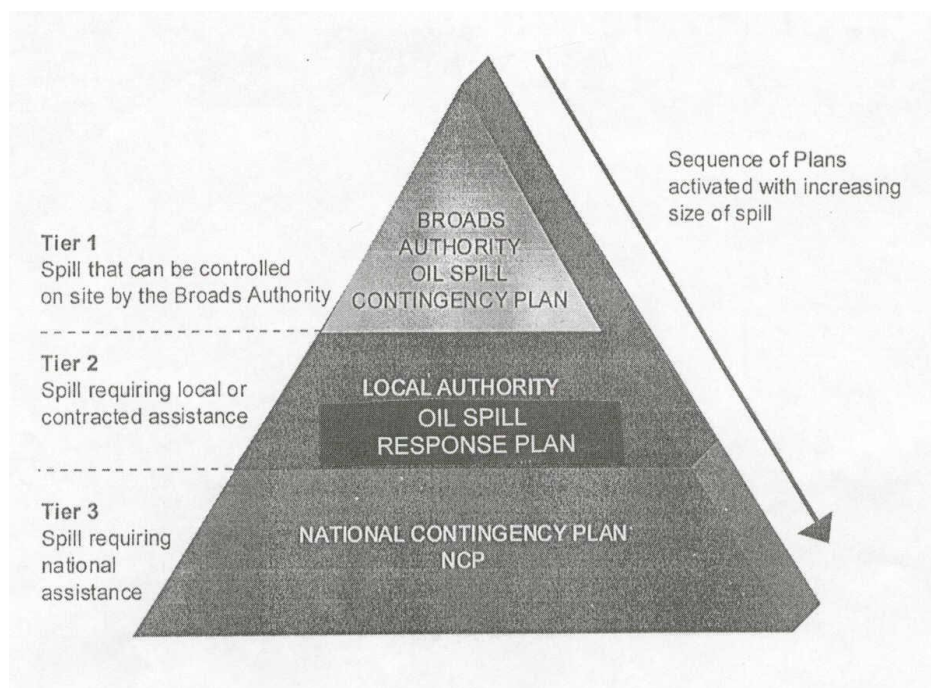 Sequence of Plans
activated with increasing
size of spill
Tier 1
Spill that can be controlled
on site by the Broads Authority
BROADS
AUTHORITY
OIL SPILL
CONTINGENCY PLAN
Tier 2
Spill requiring local or
contracted assistance
LOCAL AUTHORITY
OIL SPILL
RESPONSE PLAN
Tier 3
Spill requiring
national
assistance
NATIONAL CONTINGENCY PLAN
NCP